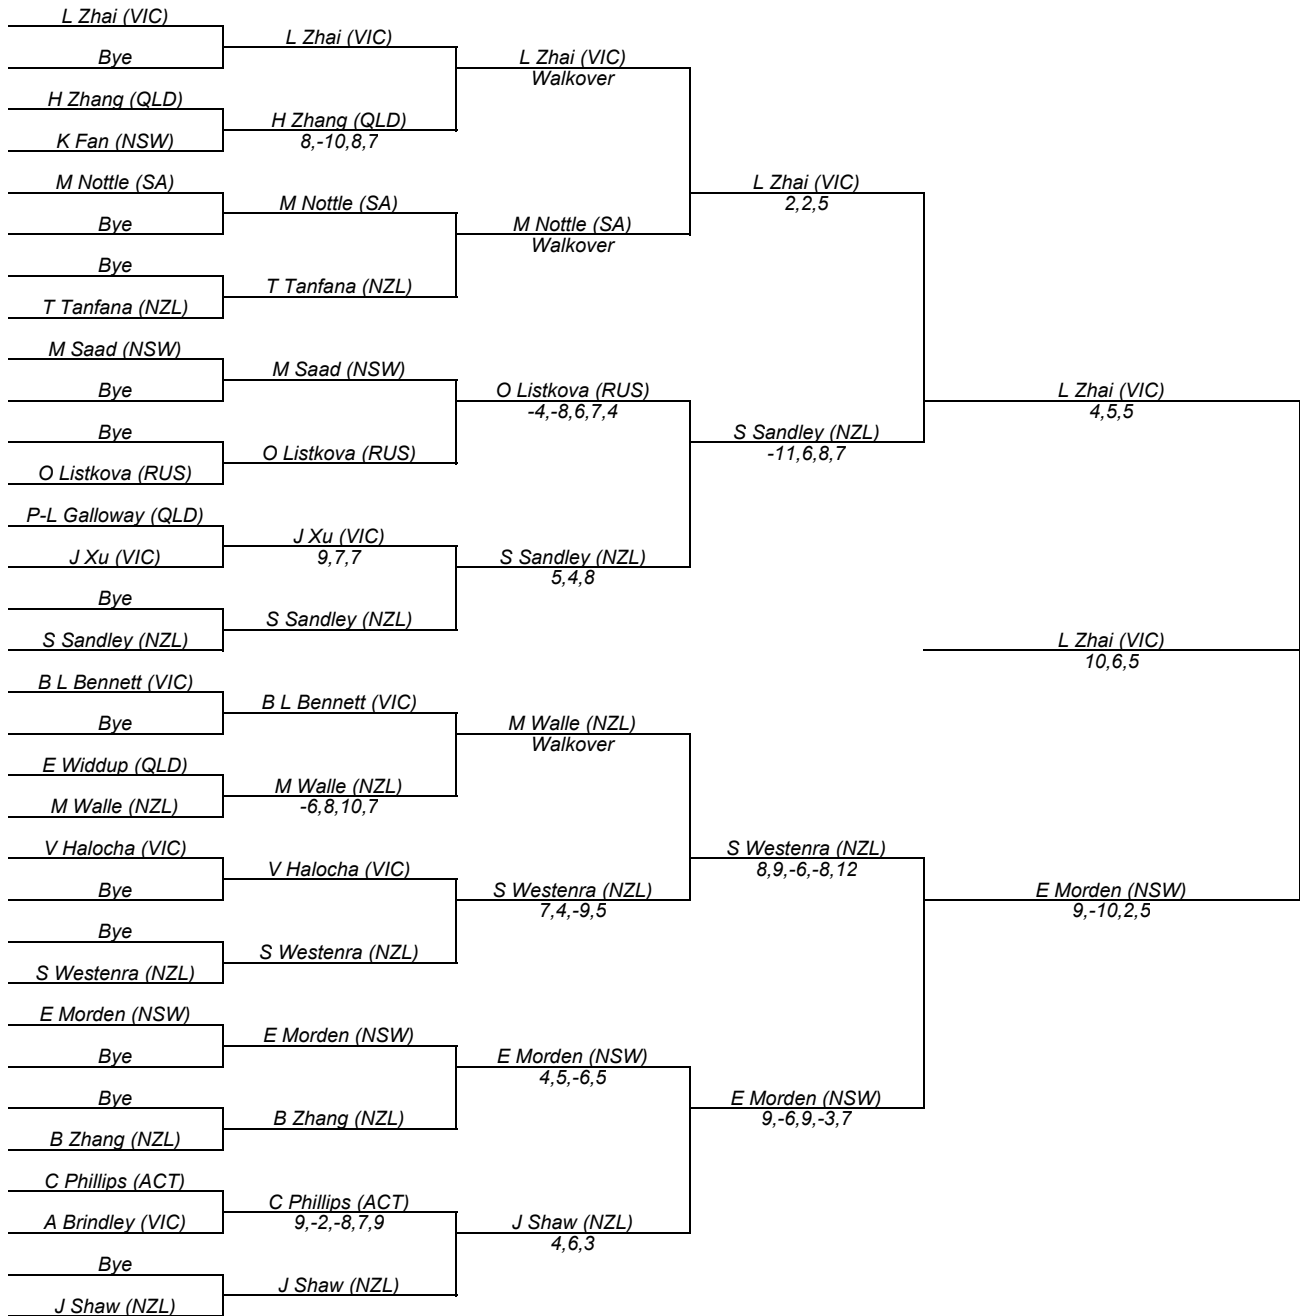 L Zhai (VIC)
Bye
H Zhang (QLD)
K Fan (NSW)
M Nottle (SA)
Bye
Bye
T Tanfana (NZL)
M Saad (NSW)
Bye
Bye
O Listkova (RUS)
P-L Galloway (QLD)
J Xu (VIC)
Bye
S Sandley (NZL)
B L Bennett (VIC)
Bye
E Widdup (QLD)
M Walle (NZL)
V Halocha (VIC)
Bye
Bye
S Westenra (NZL)
E Morden (NSW)
Bye
Bye
B Zhang (NZL)
C Phillips (ACT)
A Brindley (VIC)
Bye
J Shaw (NZL)
L Zhai (VIC)
H Zhang (QLD)
8,-10,8,7
M Nottle (SA)
T Tanfana (NZL)
M Saad (NSW)
O Listkova (RUS)
J Xu (VIC)
9,7,7
S Sandley (NZL)
B L Bennett (VIC)
M Walle (NZL)
-6,8,10,7
V Halocha (VIC)
S Westenra (NZL)
E Morden (NSW)
B Zhang (NZL)
C Phillips (ACT)
9,-2,-8,7,9
J Shaw (NZL)
L Zhai (VIC)
Walkover
M Nottle (SA)
Walkover
O Listkova (RUS)
-4,-8,6,7,4
S Sandley (NZL)
5,4,8
M Walle (NZL)
Walkover
S Westenra (NZL)
7,4,-9,5
E Morden (NSW)
4,5,-6,5
J Shaw (NZL)
4,6,3
L Zhai (VIC)
2,2,5
S Sandley (NZL)
-11,6,8,7
S Westenra (NZL)
8,9,-6,-8,12
E Morden (NSW)
9,-6,9,-3,7
L Zhai (VIC)
4,5,5
L Zhai (VIC)
10,6,5
E Morden (NSW)
9,-10,2,5